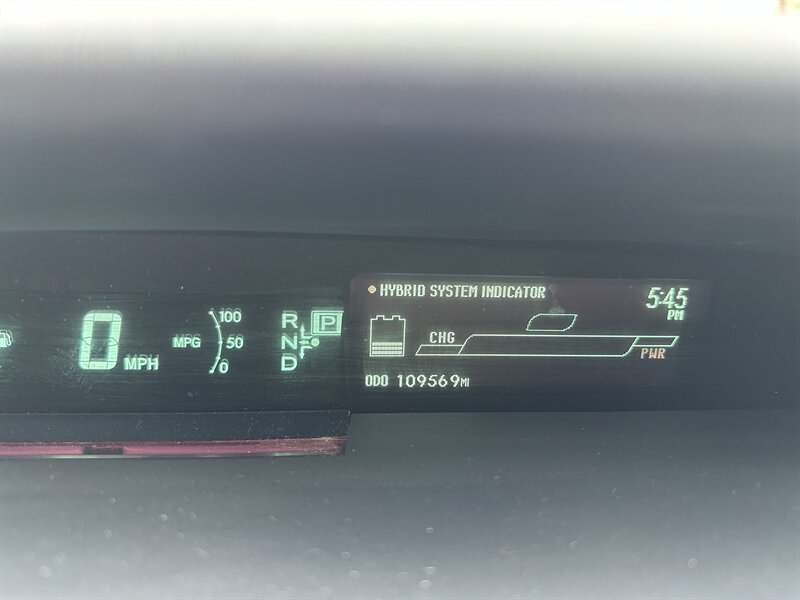 0 MPH
MPG
100
50
0
R
N
D
P
HYBRID SYSTEM INDICATOR
5:45
PM
CHG
PWR
ODO 109569MI